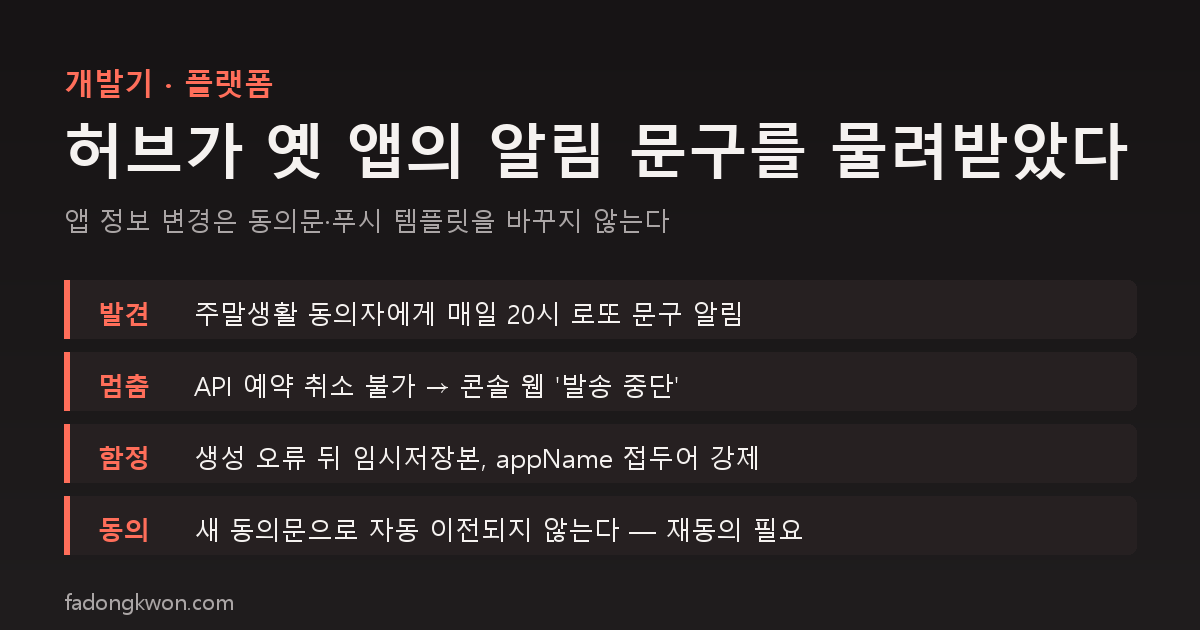 개발기 · 플랫폼
허브가 옛 앱의 알림 문구를 물려받았다
앱 정보 변경은 동의문·푸시 템플릿을 바꾸지 않는다
발견 주말생활 동의자에게 매일 20시 로또 문구 알림
멈춤 API 예약 취소 불가 → 콘솔 웹 '발송 중단'
함정 생성 오류 뒤 임시저장본, appName 접두어 강제
동의 새 동의문으로 자동 이전되지 않는다 — 재동의 필요
fadongkwon.com